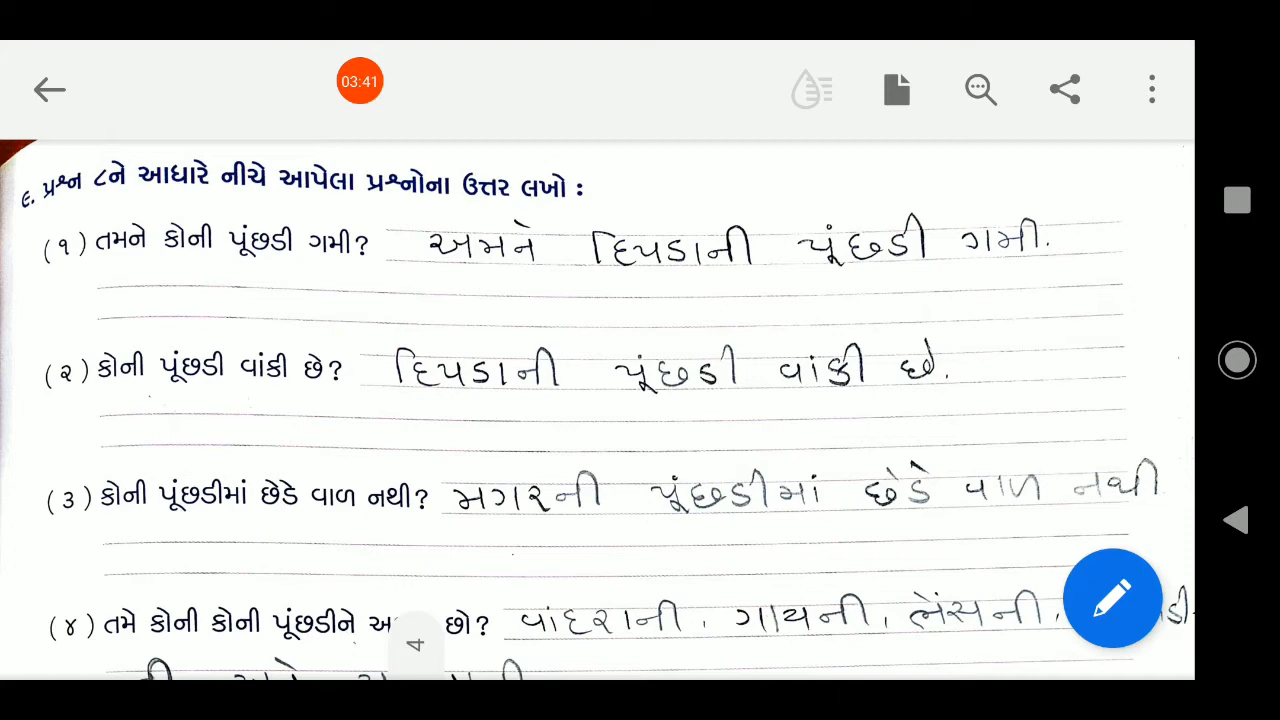 03:41
૯. પ્રશ્ન ૮ને આધારે નીચે આપેલા પ્રશ્નોના ઉત્તર લખો :
(૧) તમને કોની પૂંછડી ગમી? અમને દિપડાની પૂંછડી ગમી.
(૨) કોની પૂંછડી વાંકી છે? દિપડાની પૂંછડી વાંકી છે.
(૩) કોની પૂંછડીમાં છેડે વાળ નથી? મગરની પૂંછડીમાં છેડે વાળ નથી
(૪) તમે કોની કોની પૂંછડીને છો? વાંદરાની, ગાયની, ભેંસની,
4